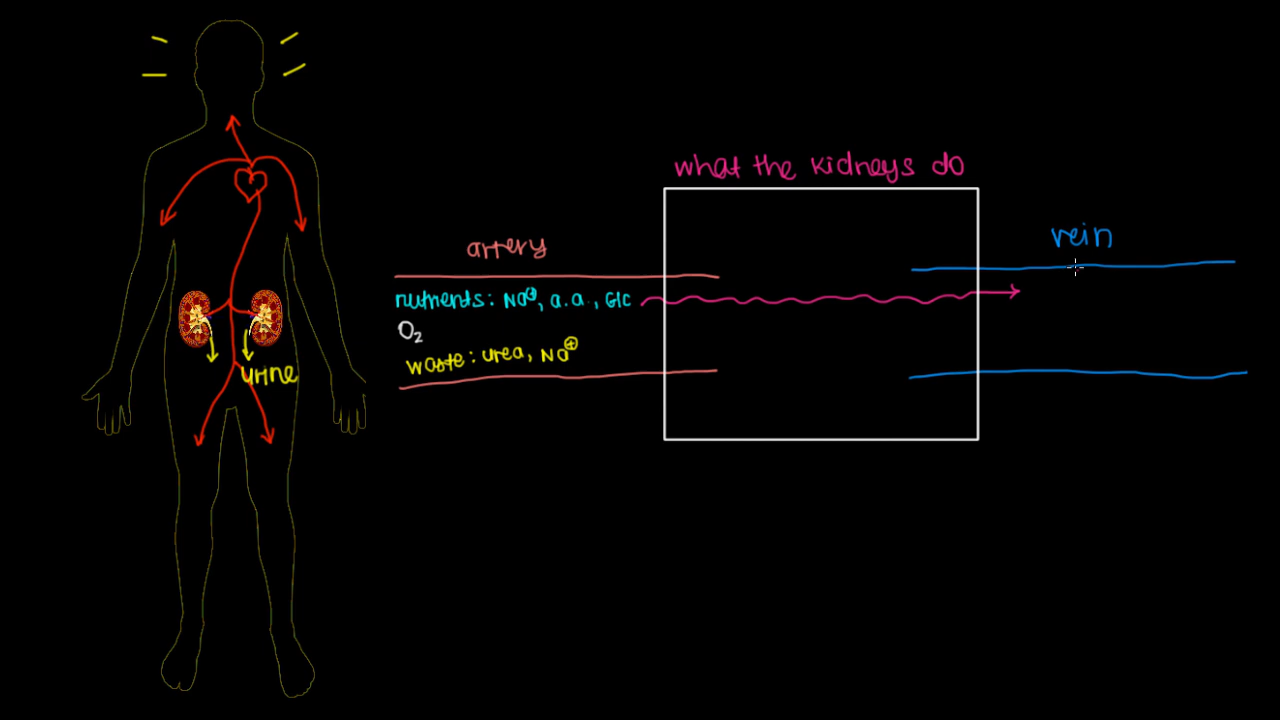 what the kidneys do
artery
vein
nutrients: Na⊕, a.a., Glc
O₂
waste: urea, Na⊕
urine